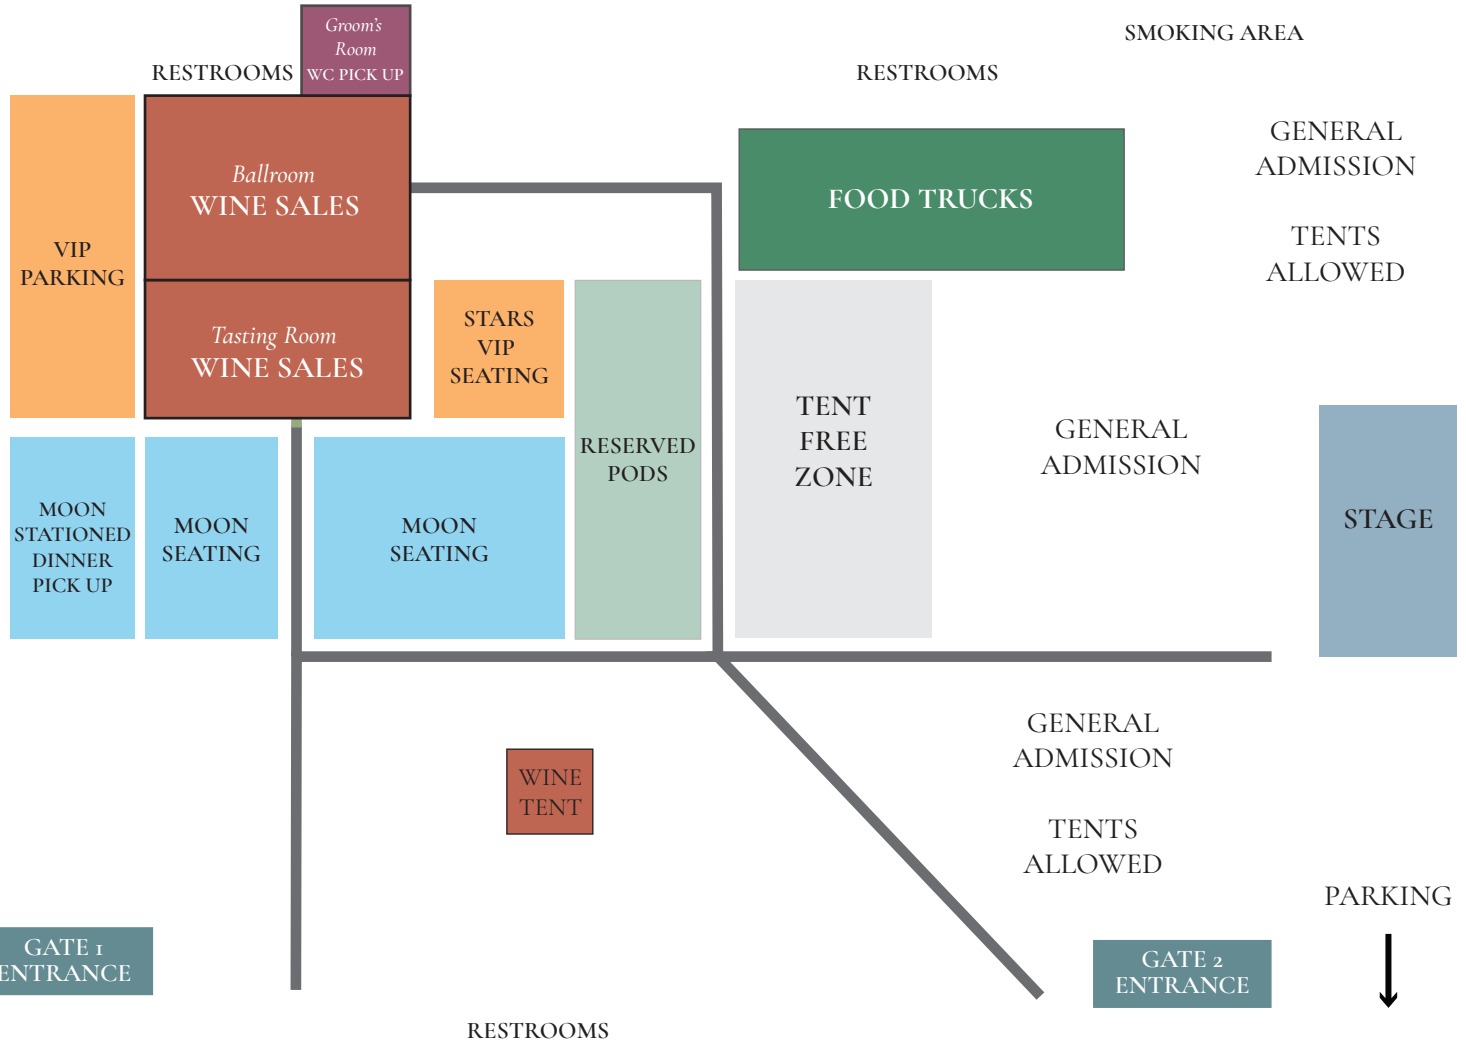 Groom's
Room
WC PICK UP
SMOKING AREA
RESTROOMS
RESTROOMS
GENERAL
ADMISSION
TENTS
ALLOWED
Ballroom
WINE SALES
FOOD TRUCKS
VIP
PARKING
Tasting Room
WINE SALES
STARS
VIP
SEATING
RESERVED
PODS
TENT
FREE
ZONE
GENERAL
ADMISSION
STAGE
MOON
STATIONED
DINNER
PICK UP
MOON
SEATING
MOON
SEATING
GENERAL
ADMISSION
TENTS
ALLOWED
WINE
TENT
PARKING
GATE 1
ENTRANCE
GATE 2
ENTRANCE
RESTROOMS